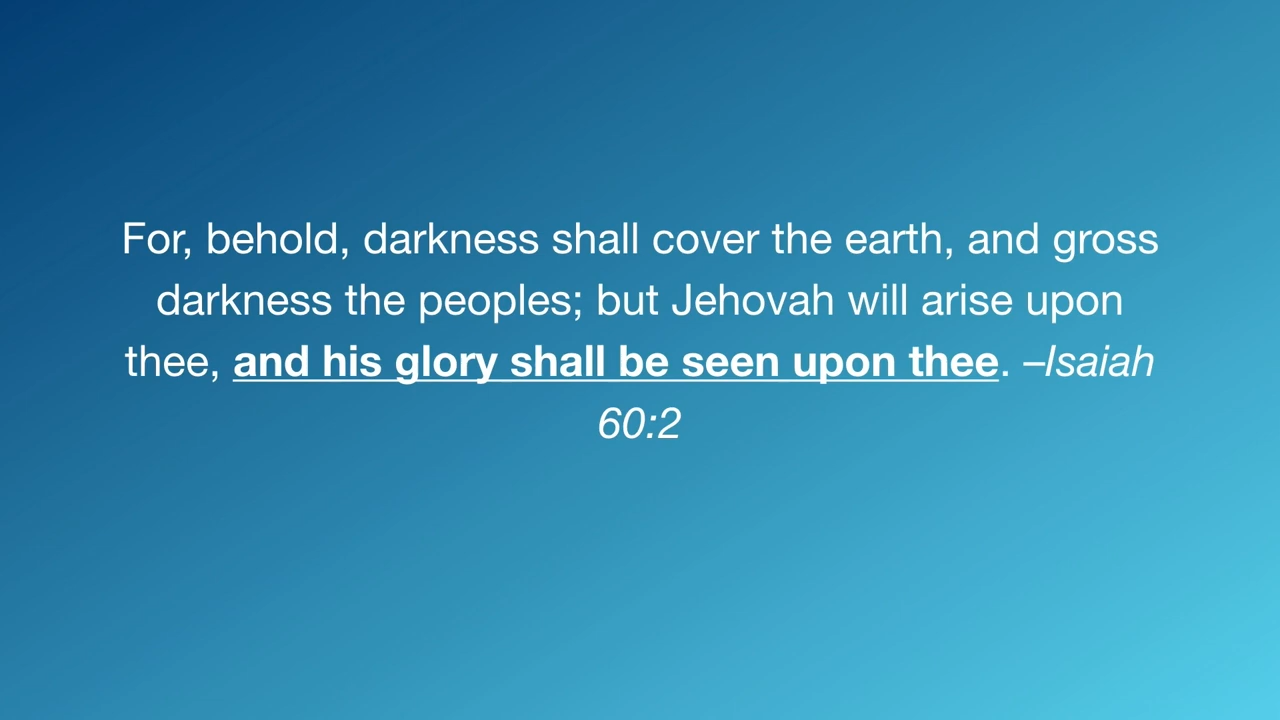 For, behold, darkness shall cover the earth, and gross
darkness the peoples; but Jehovah will arise upon
thee, and his glory shall be seen upon thee. –Isaiah
60:2